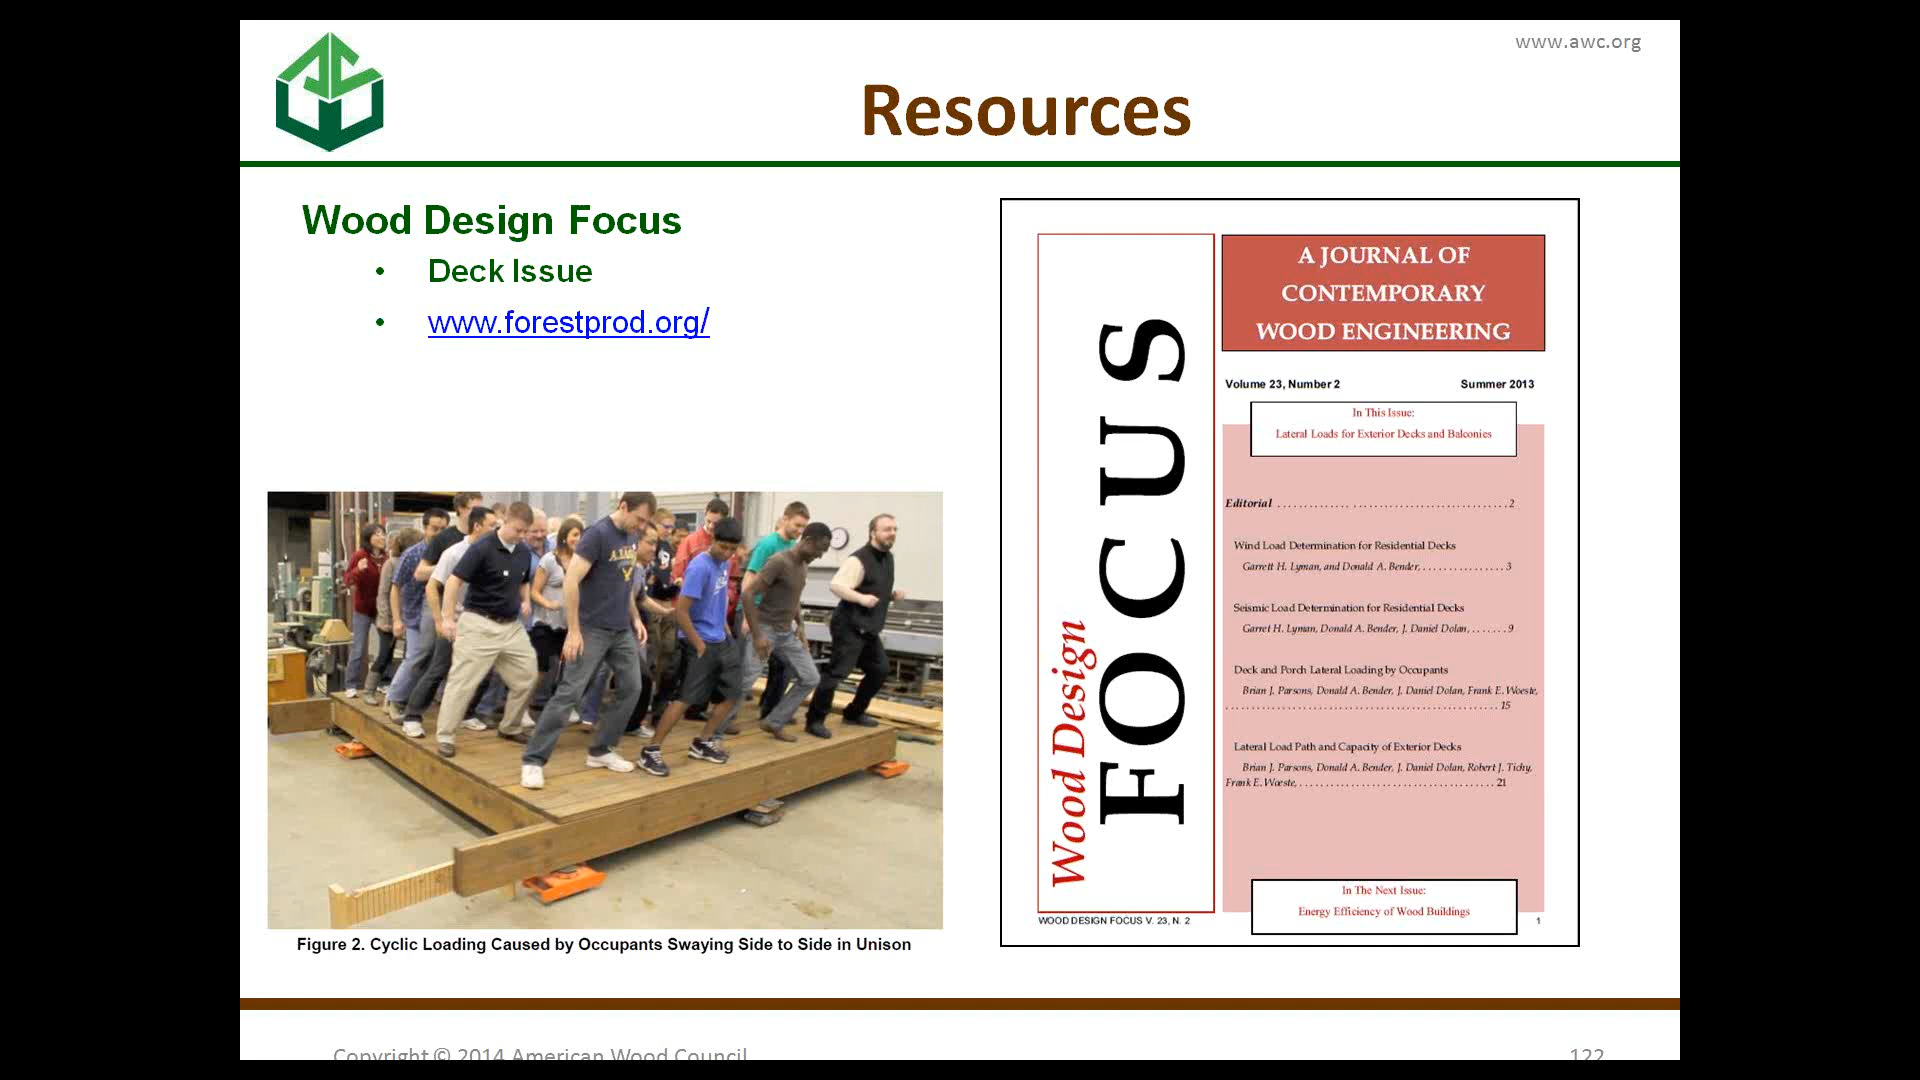 www.awc.org
Resources
Wood Design Focus
• Deck Issue
• www.forestprod.org/
Figure 2. Cyclic Loading Caused by Occupants Swaying Side to Side in Unison
Wood Design
FOCUS
A JOURNAL OF
CONTEMPORARY
WOOD ENGINEERING
Volume 23, Number 2 Summer 2013
In This Issue:
Lateral Loads for Exterior Decks and Balconies
Editorial . . . . . . . . . . . . . . . . . . . . . . . . . . . . . . . . . . . . . . . . . . 2
Wind Load Determination for Residential Decks
Garrett H. Lyman, and Donald A. Bender, . . . . . . . . . . . . . . . . 3
Seismic Load Determination for Residential Decks
Garret H. Lyman, Donald A. Bender, J. Daniel Dolan, . . . . . . . 9
Deck and Porch Lateral Loading by Occupants
Brian J. Parsons, Donald A. Bender, J. Daniel Dolan, Frank E. Woeste,
. . . . . . . . . . . . . . . . . . . . . . . . . . . . . . . . . . . . . . . . . . . . . . . . . . 15
Lateral Load Path and Capacity of Exterior Decks
Brian J. Parsons, Donald A. Bender, J. Daniel Dolan, Robert J. Tichy,
Frank E. Woeste, . . . . . . . . . . . . . . . . . . . . . . . . . . . . . . . . . . . . 21
In The Next Issue:
Energy Efficiency of Wood Buildings
WOOD DESIGN FOCUS V. 23, N. 2 1
Copyright © 2014 American Wood Council 122